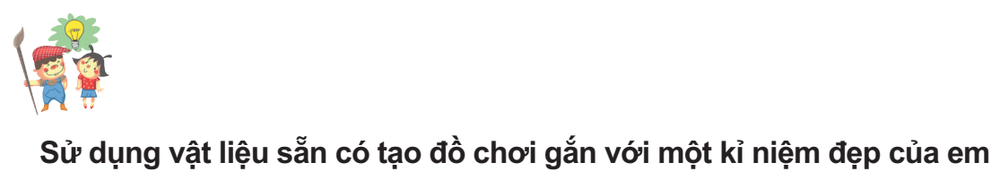 Sử dụng vật liệu sẵn có tạo đồ chơi gắn với một kỉ niệm đẹp của em